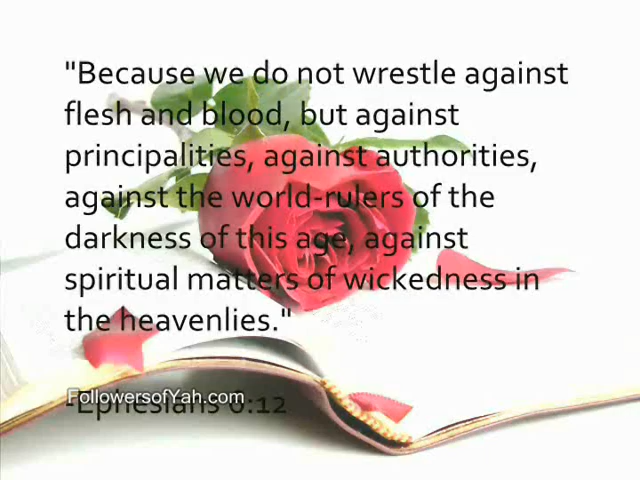 "Because we do not wrestle against
flesh and blood, but against
principalities, against authorities,
against the world-rulers of the
darkness of this age, against
spiritual matters of wickedness in
the heavenlies."
FollowersofYah.com
-Ephesians 6:12